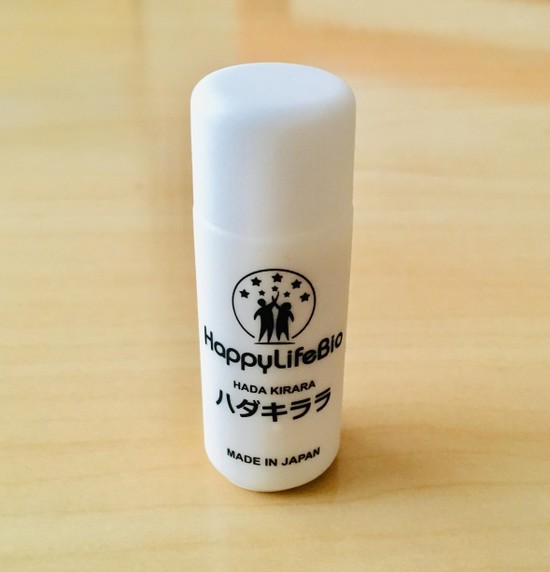 HappyLifeBio
HADA KIRARA
ハダキララ
MADE IN JAPAN